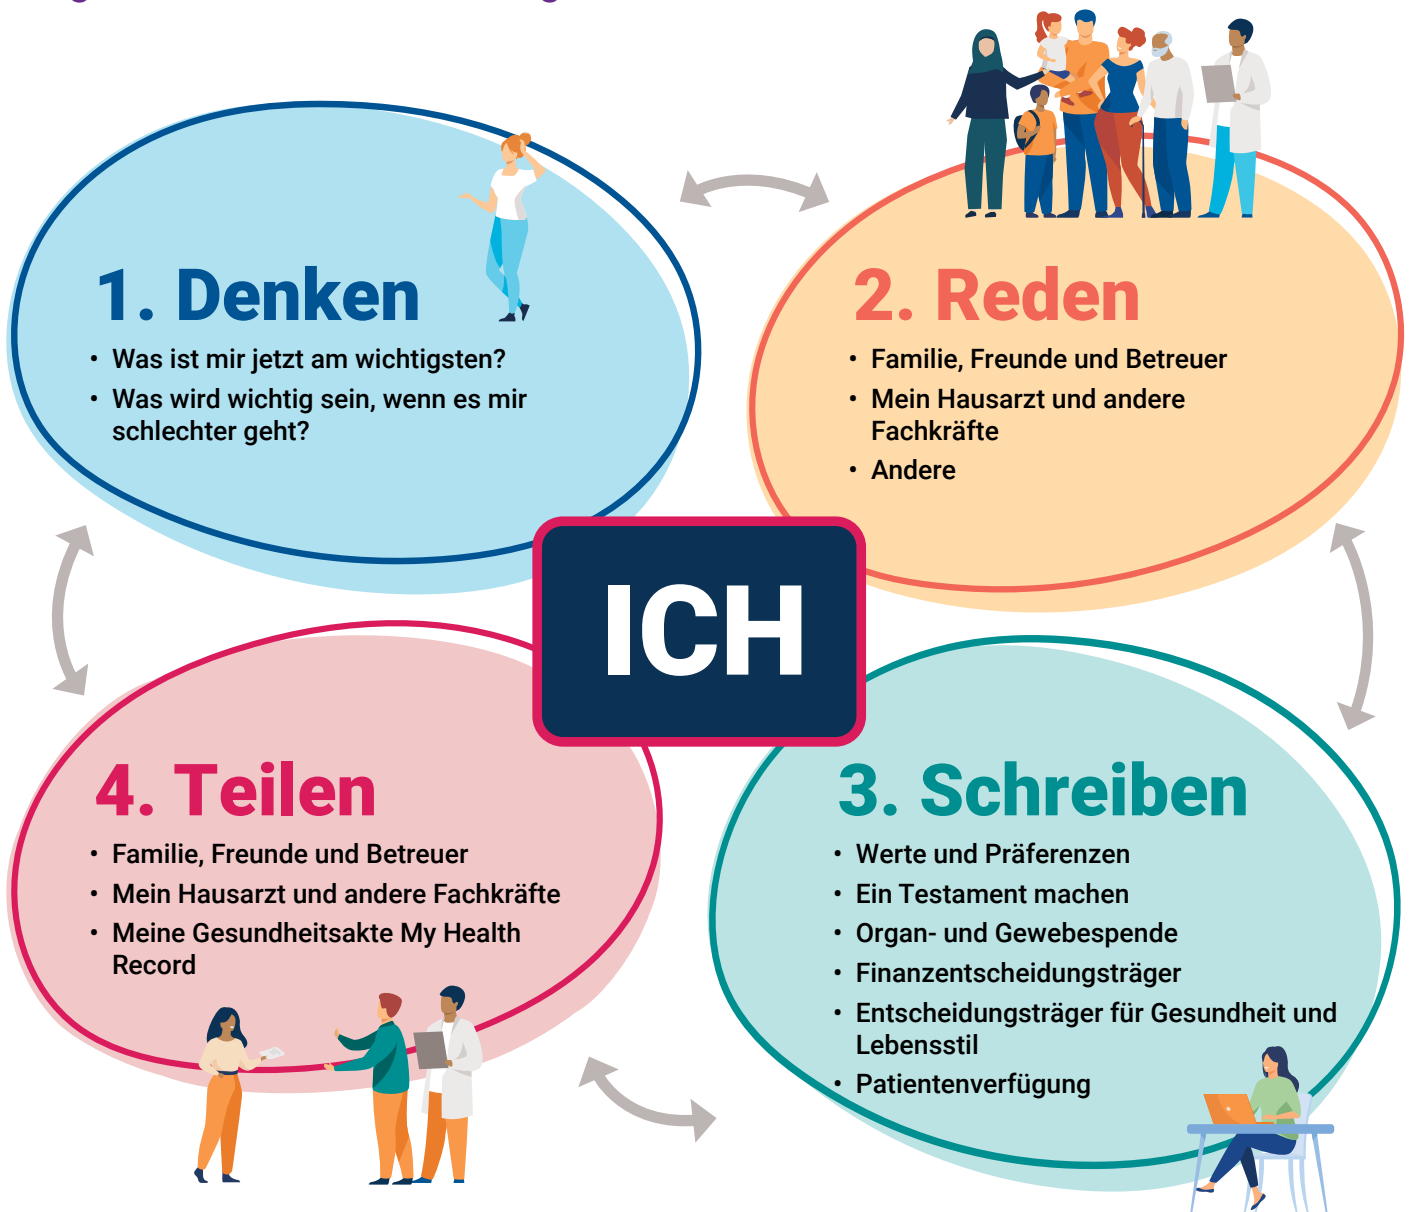 1. Denken
• Was ist mir jetzt am wichtigsten?
• Was wird wichtig sein, wenn es mir
schlechter geht?
2. Reden
• Familie, Freunde und Betreuer
• Mein Hausarzt und andere
Fachkräfte
• Andere
ICH
3. Schreiben
• Werte und Präferenzen
• Ein Testament machen
• Organ- und Gewebespende
• Finanzentscheidungsträger
• Entscheidungsträger für Gesundheit und
Lebensstil
• Patientenverfügung
4. Teilen
• Familie, Freunde und Betreuer
• Mein Hausarzt und andere Fachkräfte
• Meine Gesundheitsakte My Health
Record